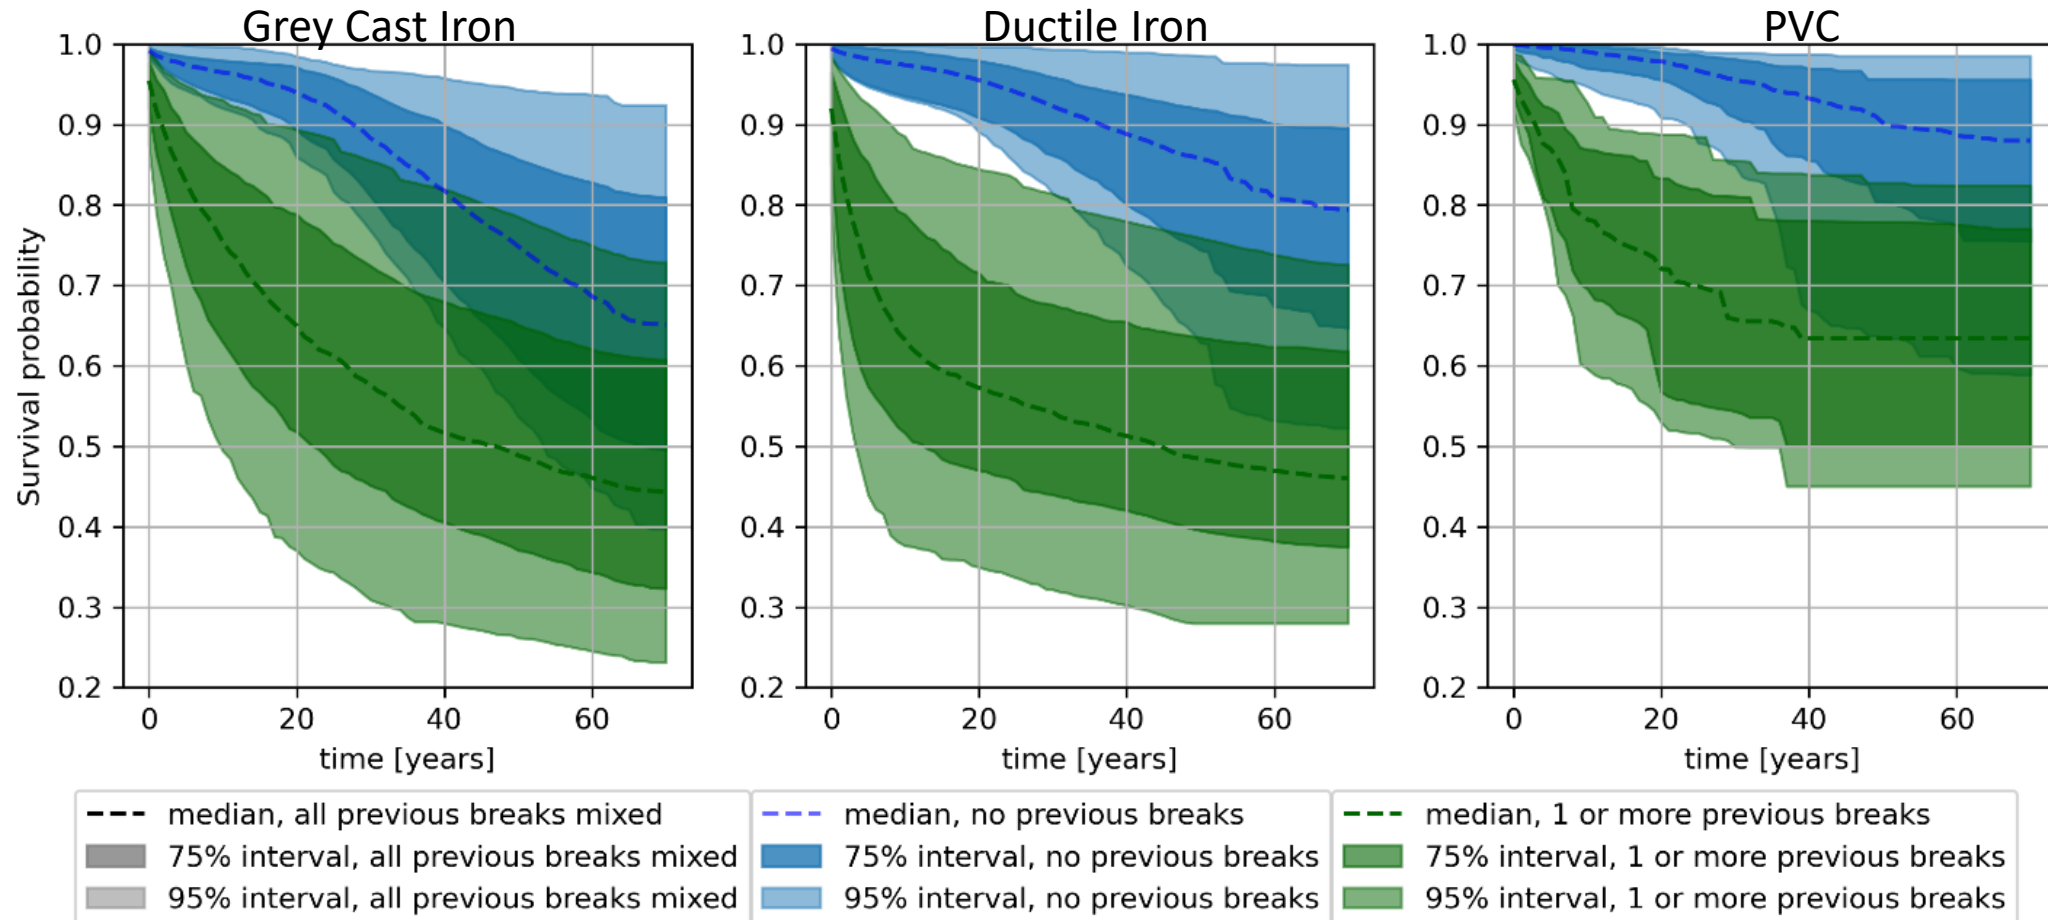 Grey Cast Iron
Ductile Iron
PVC
Survival probability
1.0
0.9
0.8
0.7
0.6
0.5
0.4
0.3
0.2
0 20 40 60
time [years]
1.0
0.9
0.8
0.7
0.6
0.5
0.4
0.3
0.2
0 20 40 60
time [years]
1.0
0.9
0.8
0.7
0.6
0.5
0.4
0.3
0.2
0 20 40 60
time [years]
median, all previous breaks mixed
75% interval, all previous breaks mixed
95% interval, all previous breaks mixed
median, no previous breaks
75% interval, no previous breaks
95% interval, no previous breaks
median, 1 or more previous breaks
75% interval, 1 or more previous breaks
95% interval, 1 or more previous breaks